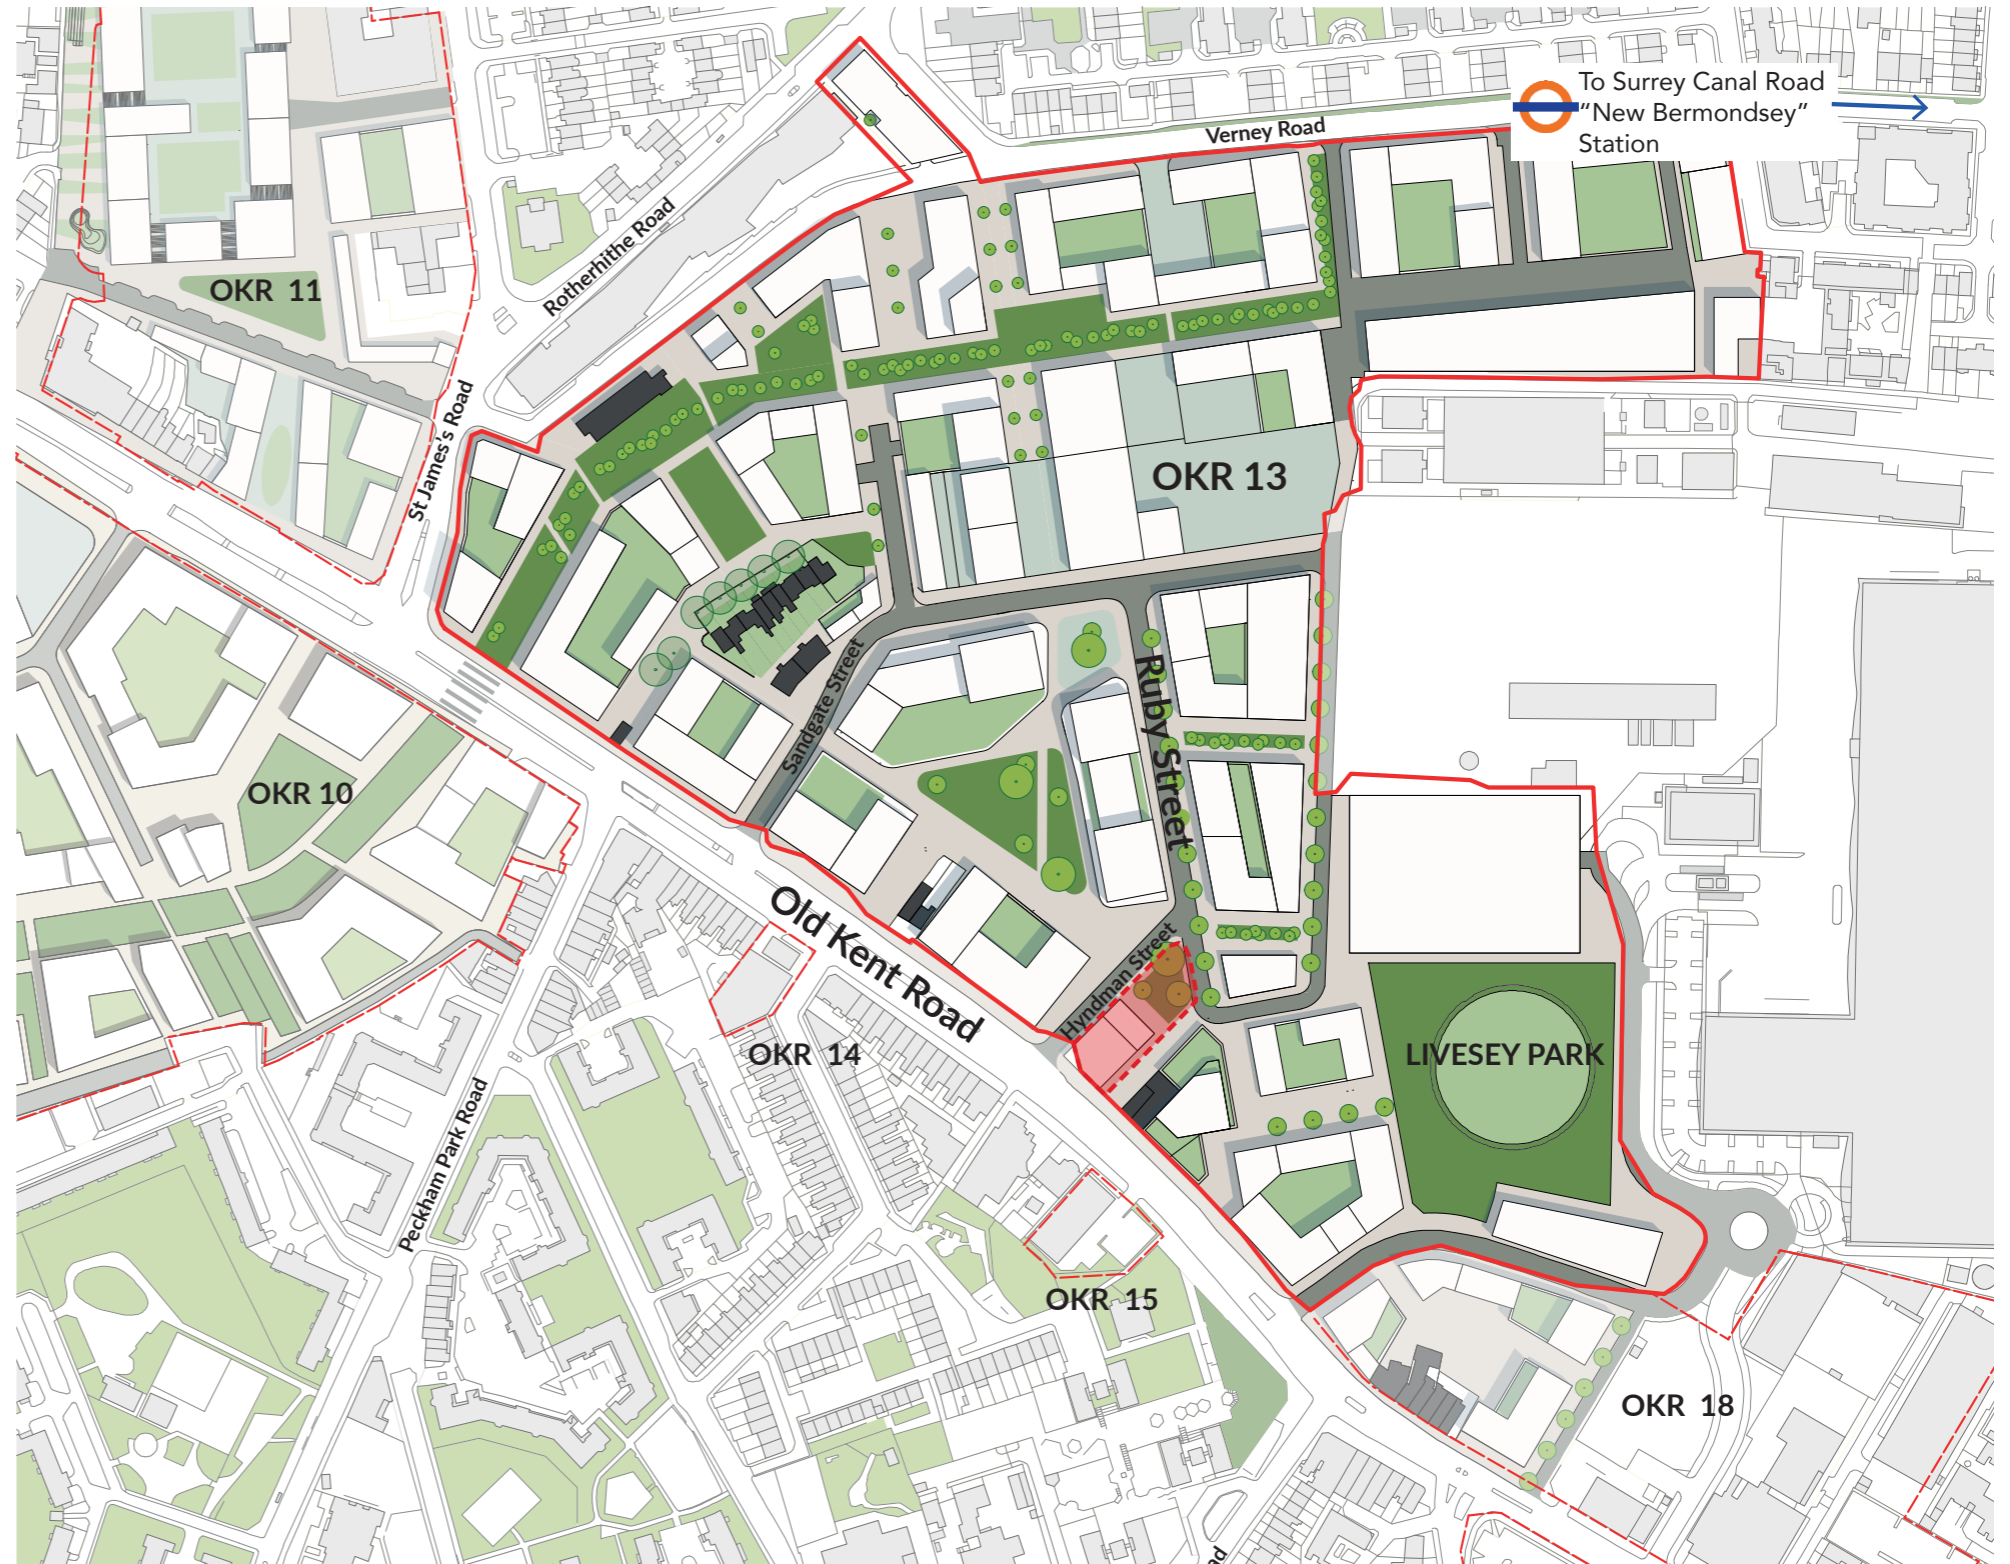 To Surrey Canal Road
“New Bermondsey”
Station
Verney Road
Rotherhithe Road
OKR 11
St James's Road
OKR 13
Sandgate Street
Ruby Street
OKR 10
Old Kent Road
Hyndman Street
OKR 14
LIVESEY PARK
Peckham Park Road
OKR 15
OKR 18